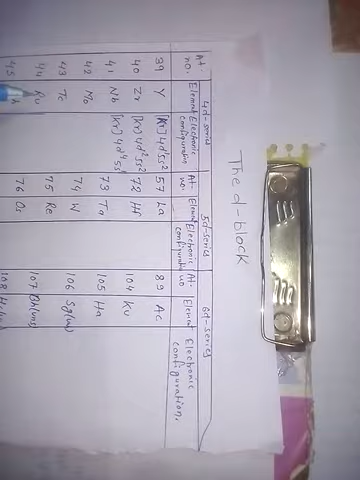 The d-block
4d-series 5d-series 6d-series
At. no. Element Electronic configuration At. no. Element Electronic configuration At. no Element Electronic configuration.
39 Y [Kr] 4d¹5s² 57 La 89 Ac
40 Zr [Kr] 4d²5s² 72 Hf 104 Ku
41 Nb [Kr] 4d⁴5s¹ 73 Ta 105 Ha
42 Mo 74 W 106 Sg
43 Tc 75 Re 107
44 Ru 76 Os 108
45